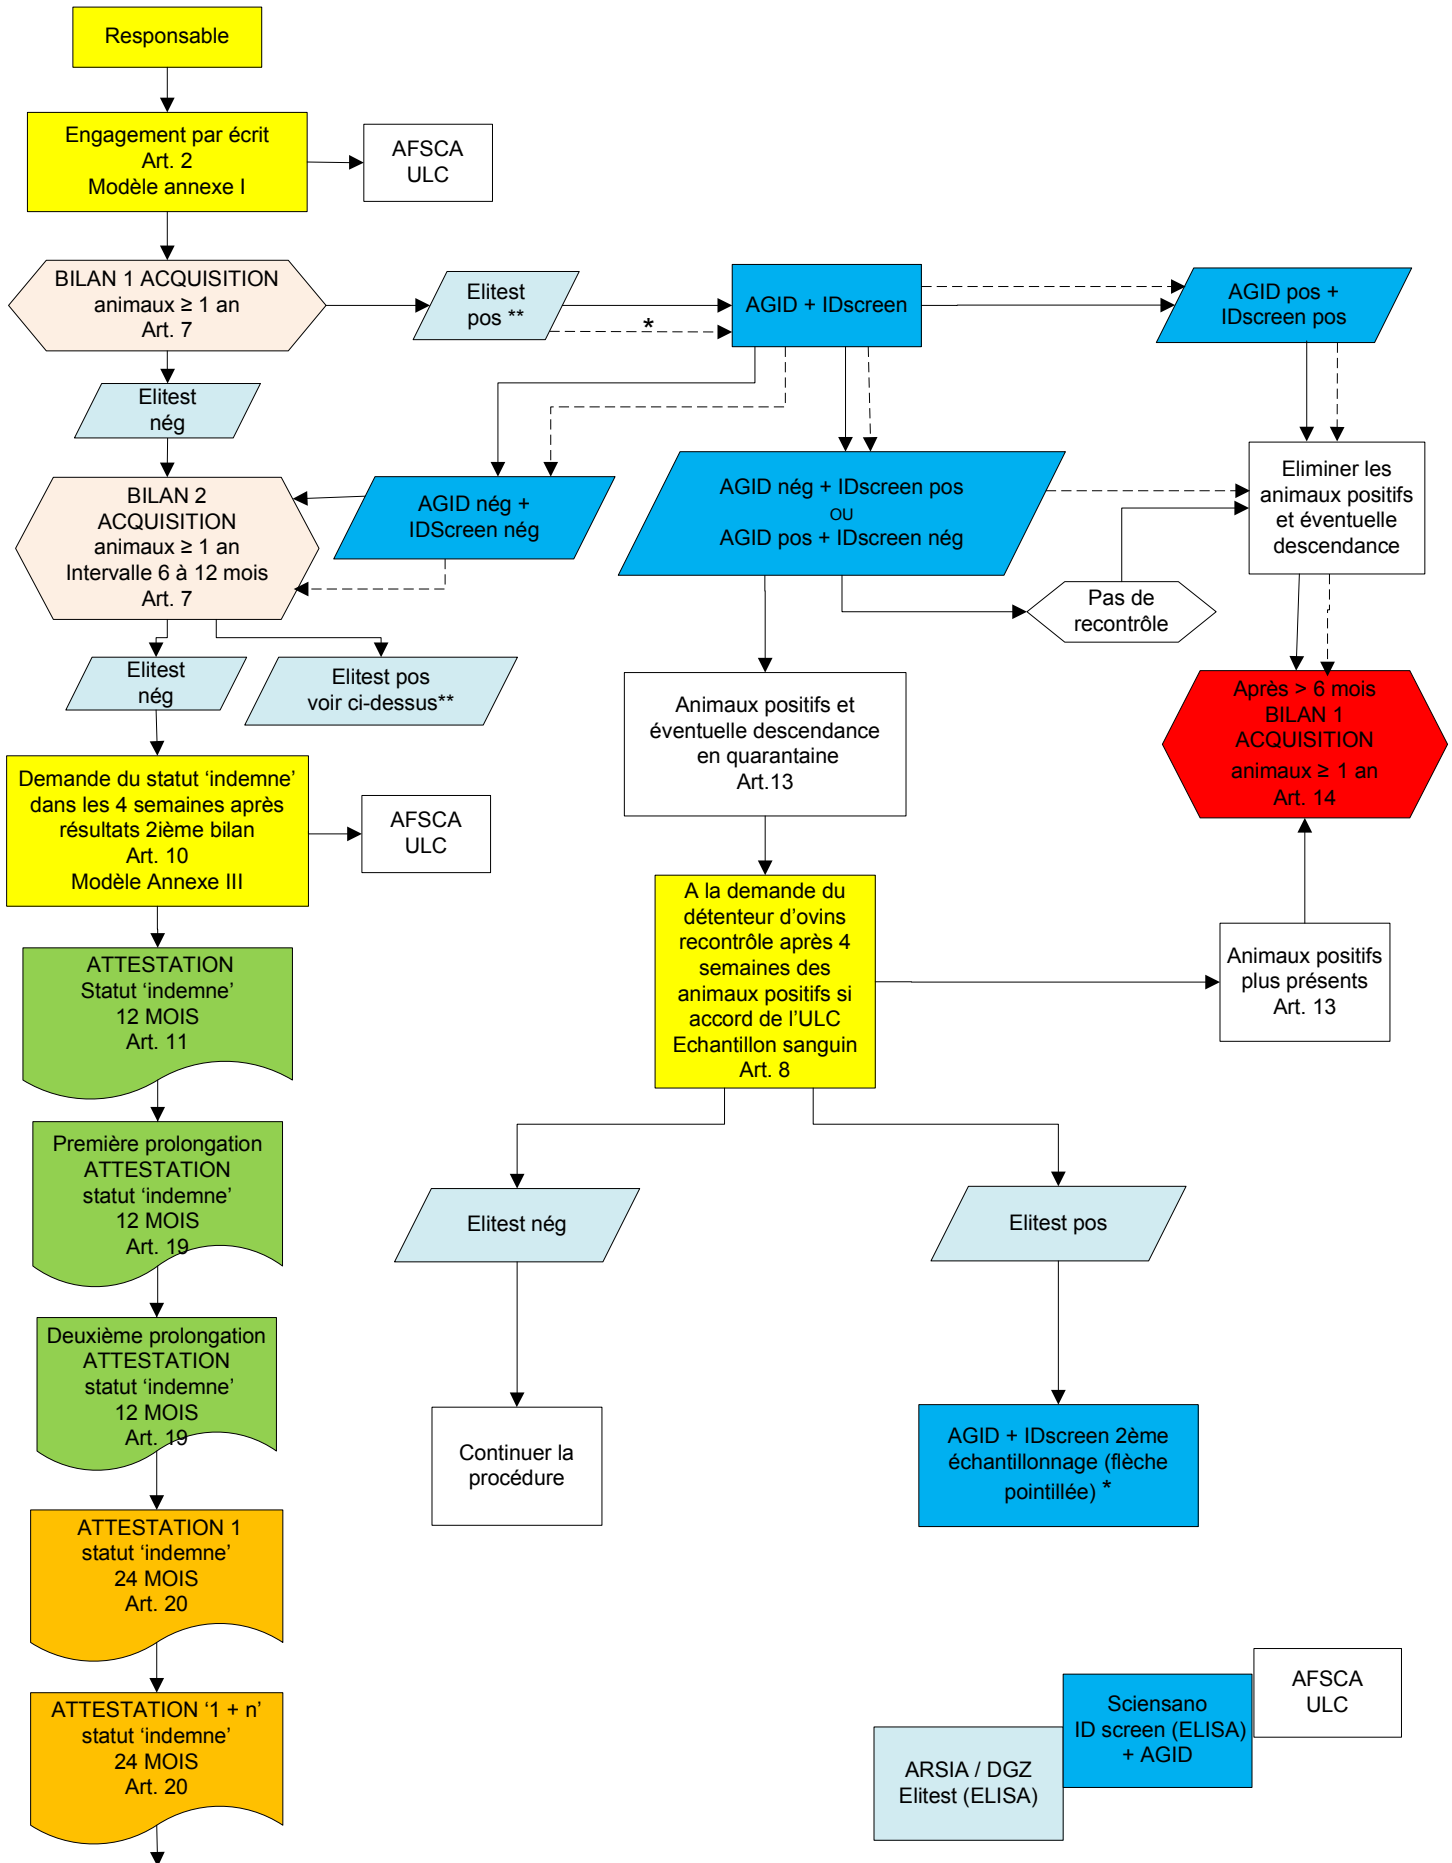 Responsable
Engagement par écrit
Art. 2
Modèle annexe I
AFSCA
ULC
BILAN 1 ACQUISITION
animaux ≥ 1 an
Art. 7
Elitest
pos **
*
AGID + IDscreen
AGID pos +
IDscreen pos
Elitest
nég
BILAN 2
ACQUISITION
animaux ≥ 1 an
Intervalle 6 à 12 mois
Art. 7
AGID nég +
IDScreen nég
AGID nég + IDscreen pos
OU
AGID pos + IDscreen nég
Eliminer les
animaux positifs
et éventuelle
descendance
Pas de
recontrôle
Elitest
nég
Elitest pos
voir ci-dessus**
Animaux positifs et
éventuelle descendance
en quarantaine
Art.13
Après > 6 mois
BILAN 1
ACQUISITION
animaux ≥ 1 an
Art. 14
Demande du statut ‘indemne’
dans les 4 semaines après
résultats 2ième bilan
Art. 10
Modèle Annexe III
AFSCA
ULC
A la demande du
détenteur d’ovins
recontrôle après 4
semaines des
animaux positifs si
accord de l’ULC
Echantillon sanguin
Art. 8
Animaux positifs
plus présents
Art. 13
ATTESTATION
Statut ‘indemne’
12 MOIS
Art. 11
Première prolongation
ATTESTATION
statut ‘indemne’
12 MOIS
Art. 19
Elitest nég
Elitest pos
Deuxième prolongation
ATTESTATION
statut ‘indemne’
12 MOIS
Art. 19
Continuer la
procédure
AGID + IDscreen 2ème
échantillonnage (flèche
pointillée) *
ATTESTATION 1
statut ‘indemne’
24 MOIS
Art. 20
ATTESTATION ‘1 + n’
statut ‘indemne’
24 MOIS
Art. 20
ARSIA / DGZ
Elitest (ELISA)
Sciensano
ID screen (ELISA)
+ AGID
AFSCA
ULC